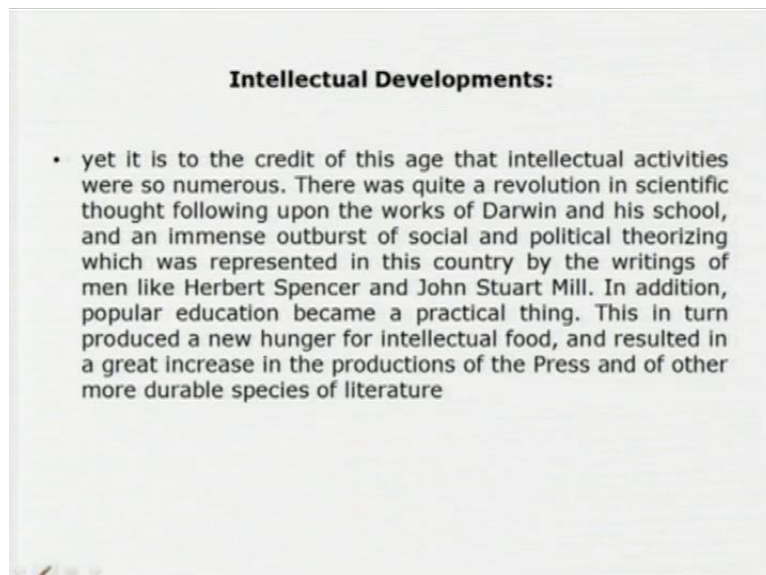 Intellectual Developments:
• yet it is to the credit of this age that intellectual activities
were so numerous. There was quite a revolution in scientific
thought following upon the works of Darwin and his school,
and an immense outburst of social and political theorizing
which was represented in this country by the writings of
men like Herbert Spencer and John Stuart Mill. In addition,
popular education became a practical thing. This in turn
produced a new hunger for intellectual food, and resulted in
a great increase in the productions of the Press and of other
more durable species of literature